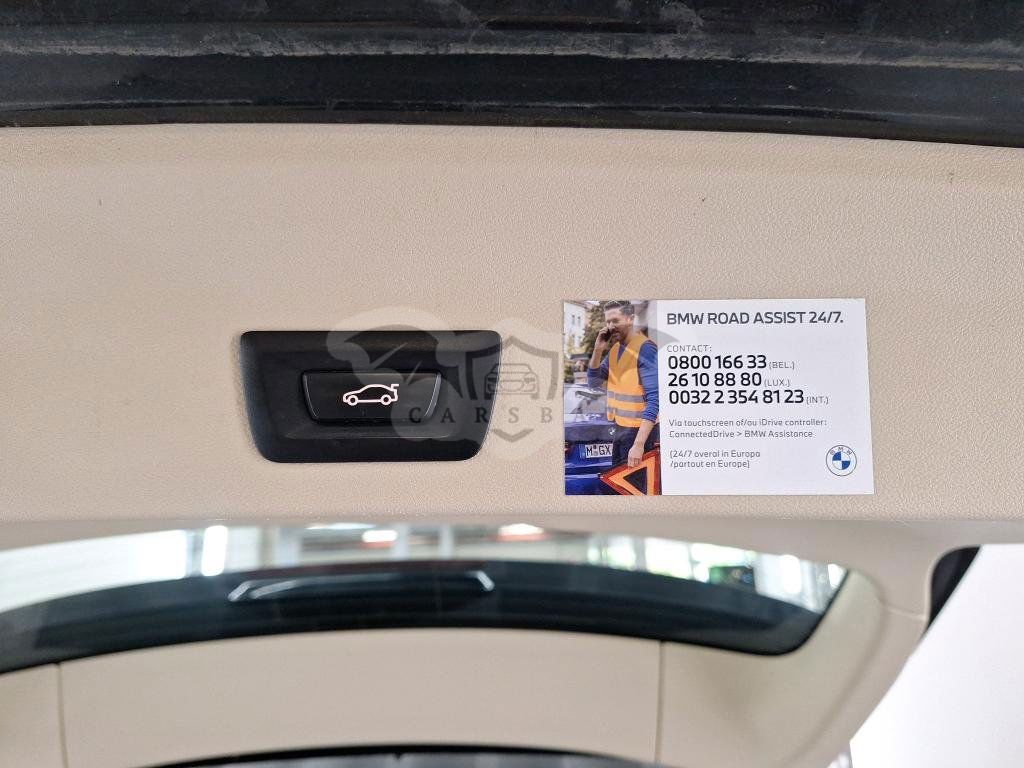 BMW ROAD ASSIST 24/7.
CONTACT:
0800 166 33 (BEL.)
26 10 88 80 (LUX.)
0032 2 354 81 23 (INT.)
Via touchscreen of/ou iDrive controller:
ConnectedDrive > BMW Assistance
(24/7 overal in Europa
/partout en Europe)
BMW
M GX
CARSBA